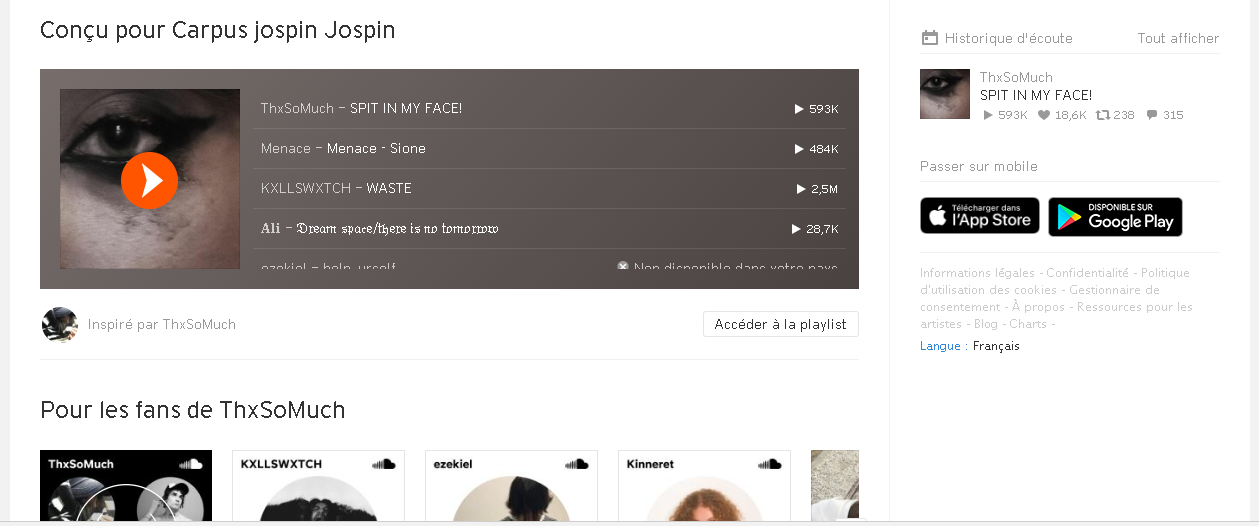 Conçu pour Carpus jospin Jospin
ThxSoMuch – SPIT IN MY FACE!
593K
Menace – Menace - Sione
484K
KXLLSWXTCH – WASTE
2,5M
𝐀𝐥𝐢 – 𝔇𝔯𝔢𝔞𝔪 𝔰𝔭𝔞𝔠𝔢/𝔱𝔥𝔢𝔯𝔢 𝔦𝔰 𝔫𝔬 𝔱𝔬𝔪𝔬𝔯𝔯𝔬𝔴
28,7K
ezekiel – help_urself
Non disponible dans votre pays
Inspiré par ThxSoMuch
Accéder à la playlist
Pour les fans de ThxSoMuch
ThxSoMuch
KXLLSWXTCH
ezekiel
Kinneret
Historique d'écoute
Tout afficher
ThxSoMuch
SPIT IN MY FACE!
593K 18,6K 238 315
Passer sur mobile
Télécharger dans
l'App Store
DISPONIBLE SUR
Google Play
Informations légales - Confidentialité - Politique
d'utilisation des cookies - Gestionnaire de
consentement - À propos - Ressources pour les
artistes - Blog - Charts -
Langue : Français